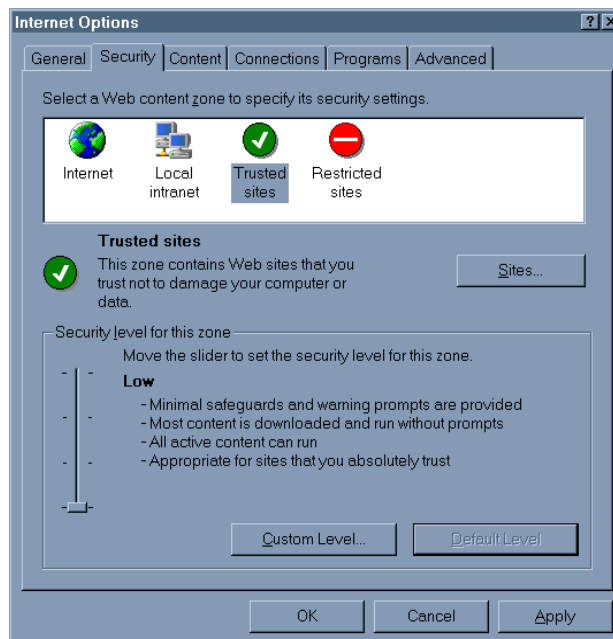 Internet Options
General Security Content Connections Programs Advanced
Select a Web content zone to specify its security settings.
Internet Local intranet Trusted sites Restricted sites
Trusted sites
This zone contains Web sites that you
trust not to damage your computer or
data.
Sites...
Security level for this zone
Move the slider to set the security level for this zone.
Low
- Minimal safeguards and warning prompts are provided
- Most content is downloaded and run without prompts
- All active content can run
- Appropriate for sites that you absolutely trust
Custom Level... Default Level
OK Cancel Apply